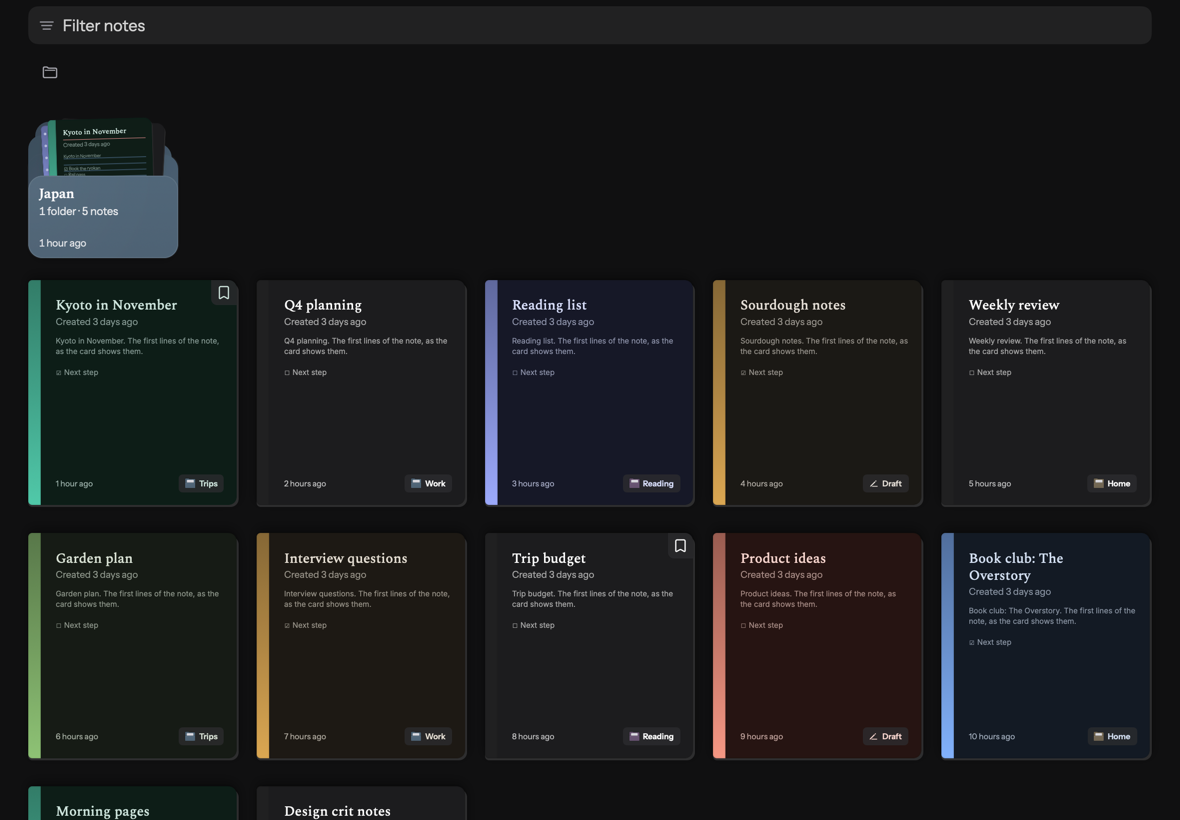 Filter notes
Kyoto in November
Created 3 days ago
Kyoto in November
Japan
1 folder · 5 notes
1 hour ago
Kyoto in November
Created 3 days ago
Kyoto in November. The first lines of the note,
as the card shows them.
☑ Next step
1 hour ago
Trips
Q4 planning
Created 3 days ago
Q4 planning. The first lines of the note, as the
card shows them.
☐ Next step
2 hours ago
Work
Reading list
Created 3 days ago
Reading list. The first lines of the note, as the
card shows them.
☐ Next step
3 hours ago
Reading
Sourdough notes
Created 3 days ago
Sourdough notes. The first lines of the note, as
the card shows them.
☑ Next step
4 hours ago
Draft
Weekly review
Created 3 days ago
Weekly review. The first lines of the note, as
the card shows them.
☐ Next step
5 hours ago
Home
Garden plan
Created 3 days ago
Garden plan. The first lines of the note, as the
card shows them.
☐ Next step
6 hours ago
Trips
Interview questions
Created 3 days ago
Interview questions. The first lines of the note,
as the card shows them.
☑ Next step
7 hours ago
Work
Trip budget
Created 3 days ago
Trip budget. The first lines of the note, as the
card shows them.
☐ Next step
8 hours ago
Reading
Product ideas
Created 3 days ago
Product ideas. The first lines of the note, as
the card shows them.
☐ Next step
9 hours ago
Draft
Book club: The
Overstory
Created 3 days ago
Book club: The Overstory. The first lines of the
note, as the card shows them.
☑ Next step
10 hours ago
Home
Morning pages
Design crit notes